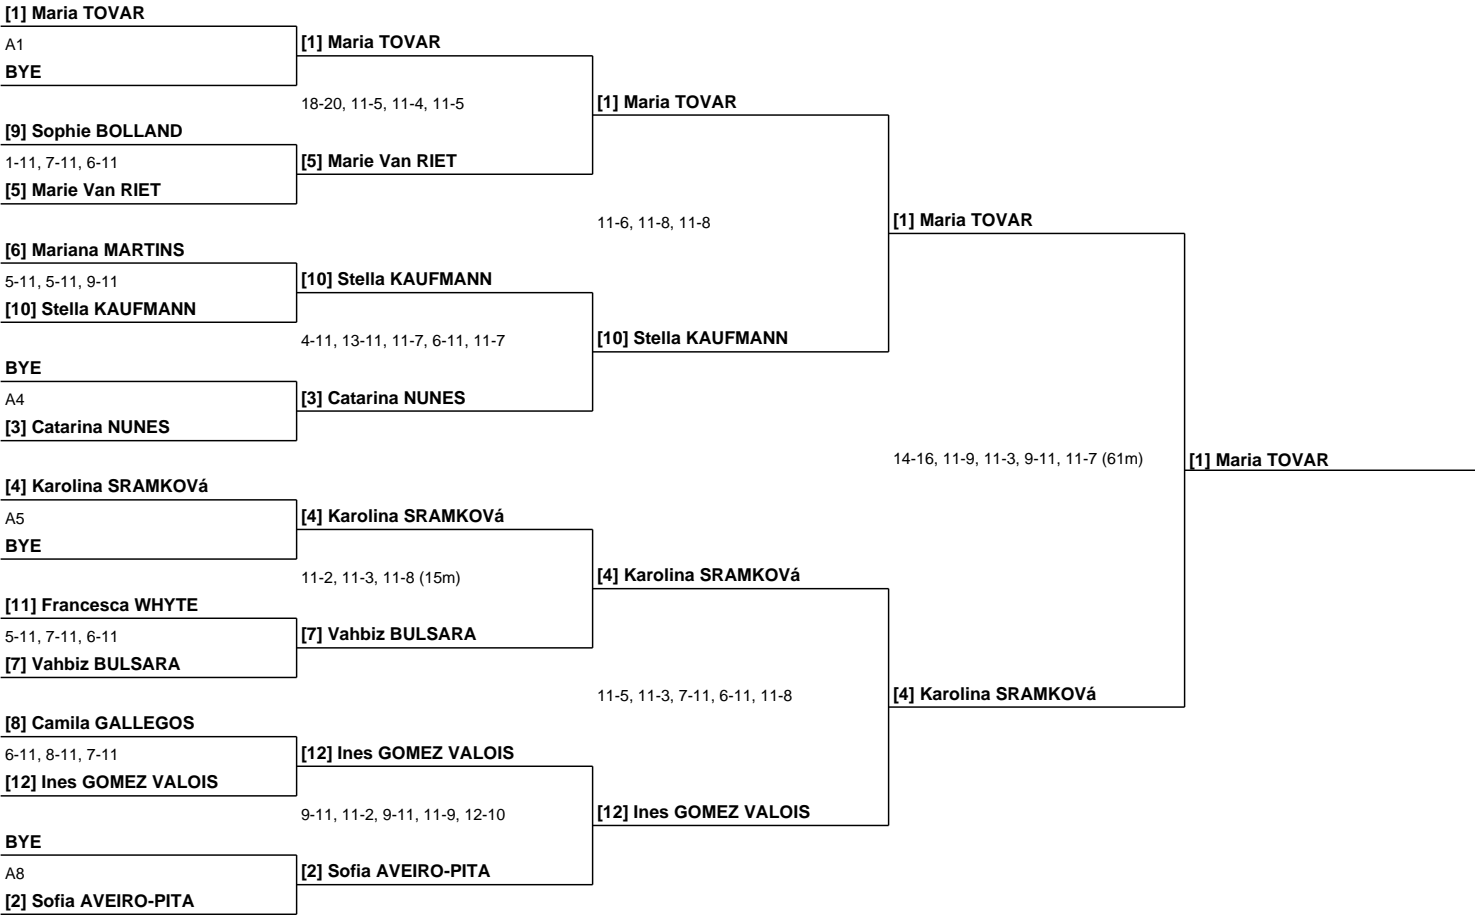 [1] Maria TOVAR
A1
BYE
[9] Sophie BOLLAND
1-11, 7-11, 6-11
[5] Marie Van RIET
[6] Mariana MARTINS
5-11, 5-11, 9-11
[10] Stella KAUFMANN
BYE
A4
[3] Catarina NUNES
[4] Karolina SRAMKOVá
A5
BYE
[11] Francesca WHYTE
5-11, 7-11, 6-11
[7] Vahbiz BULSARA
[8] Camila GALLEGOS
6-11, 8-11, 7-11
[12] Ines GOMEZ VALOIS
BYE
A8
[2] Sofia AVEIRO-PITA
[1] Maria TOVAR
18-20, 11-5, 11-4, 11-5
[5] Marie Van RIET
[10] Stella KAUFMANN
4-11, 13-11, 11-7, 6-11, 11-7
[3] Catarina NUNES
[4] Karolina SRAMKOVá
11-2, 11-3, 11-8 (15m)
[7] Vahbiz BULSARA
[12] Ines GOMEZ VALOIS
9-11, 11-2, 9-11, 11-9, 12-10
[2] Sofia AVEIRO-PITA
[1] Maria TOVAR
11-6, 11-8, 11-8
[10] Stella KAUFMANN
[4] Karolina SRAMKOVá
11-5, 11-3, 7-11, 6-11, 11-8
[12] Ines GOMEZ VALOIS
[1] Maria TOVAR
14-16, 11-9, 11-3, 9-11, 11-7 (61m)
[4] Karolina SRAMKOVá
[1] Maria TOVAR